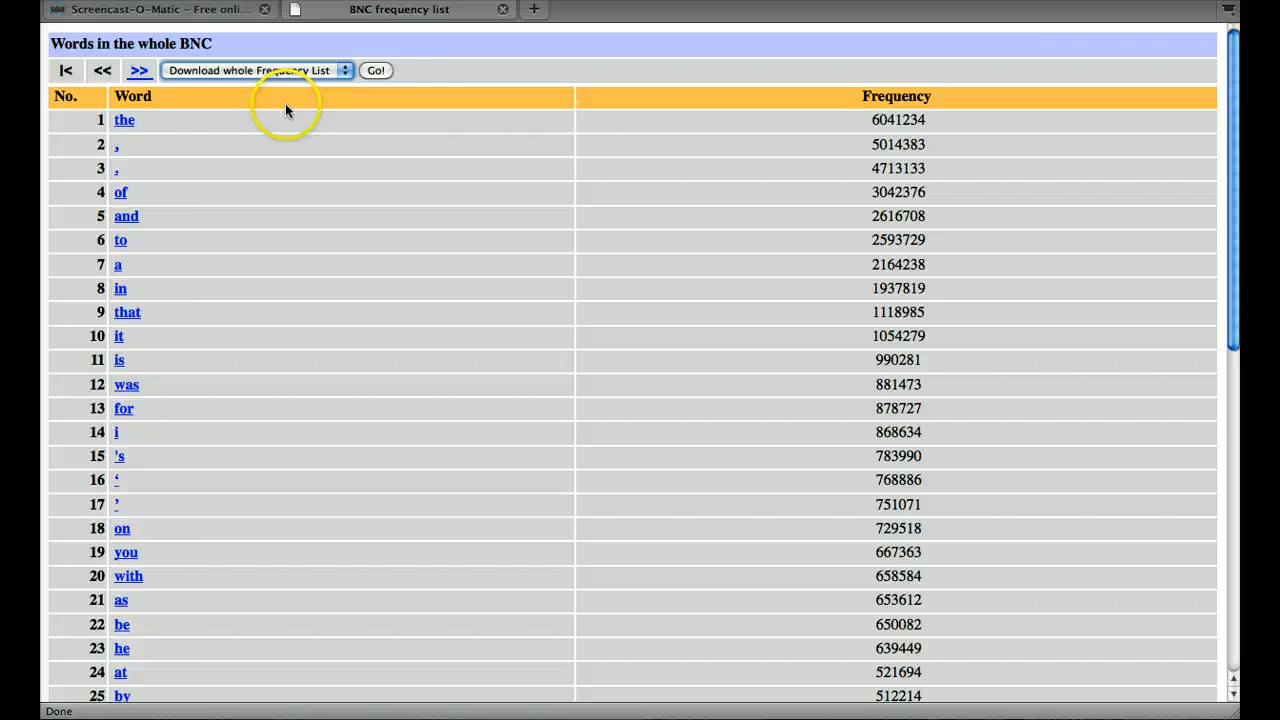 Screencast-O-Matic - Free onli... BNC frequency list
Words in the whole BNC
|< << >> Download whole Frequency List Go!
No. Word Frequency
1 the 6041234
2 , 5014383
3 . 4713133
4 of 3042376
5 and 2616708
6 to 2593729
7 a 2164238
8 in 1937819
9 that 1118985
10 it 1054279
11 is 990281
12 was 881473
13 for 878727
14 i 868634
15 's 783990
16 ‘ 768886
17 ’ 751071
18 on 729518
19 you 667363
20 with 658584
21 as 653612
22 be 650082
23 he 639449
24 at 521694
25 by 512214
Done